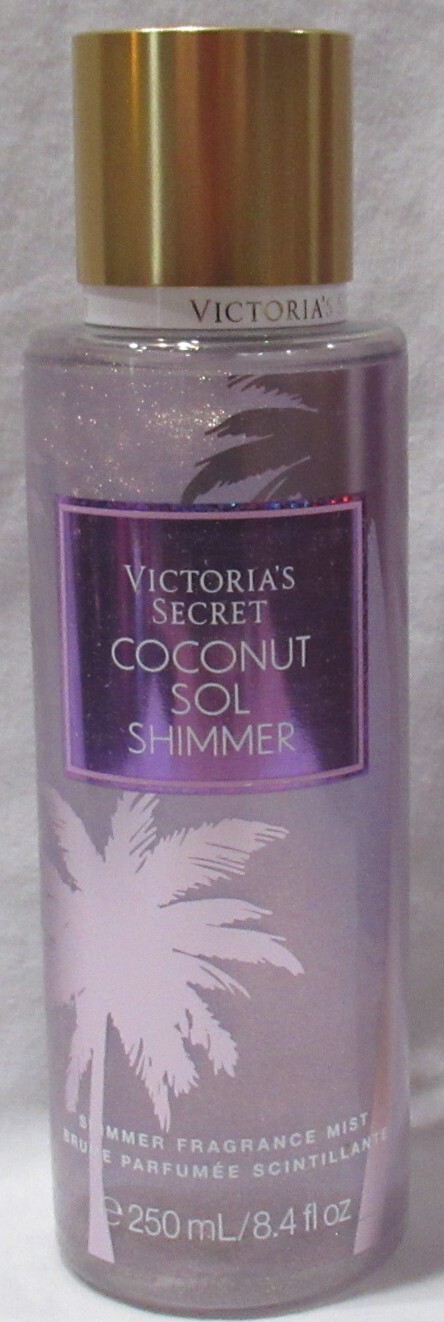 VICTORIA'S
VICTORIA'S
SECRET
COCONUT
SOL
SHIMMER
SHIMMER FRAGRANCE MIST
BRUME PARFUMÉE SCINTILLANTE
℮ 250 mL/8.4 fl oz